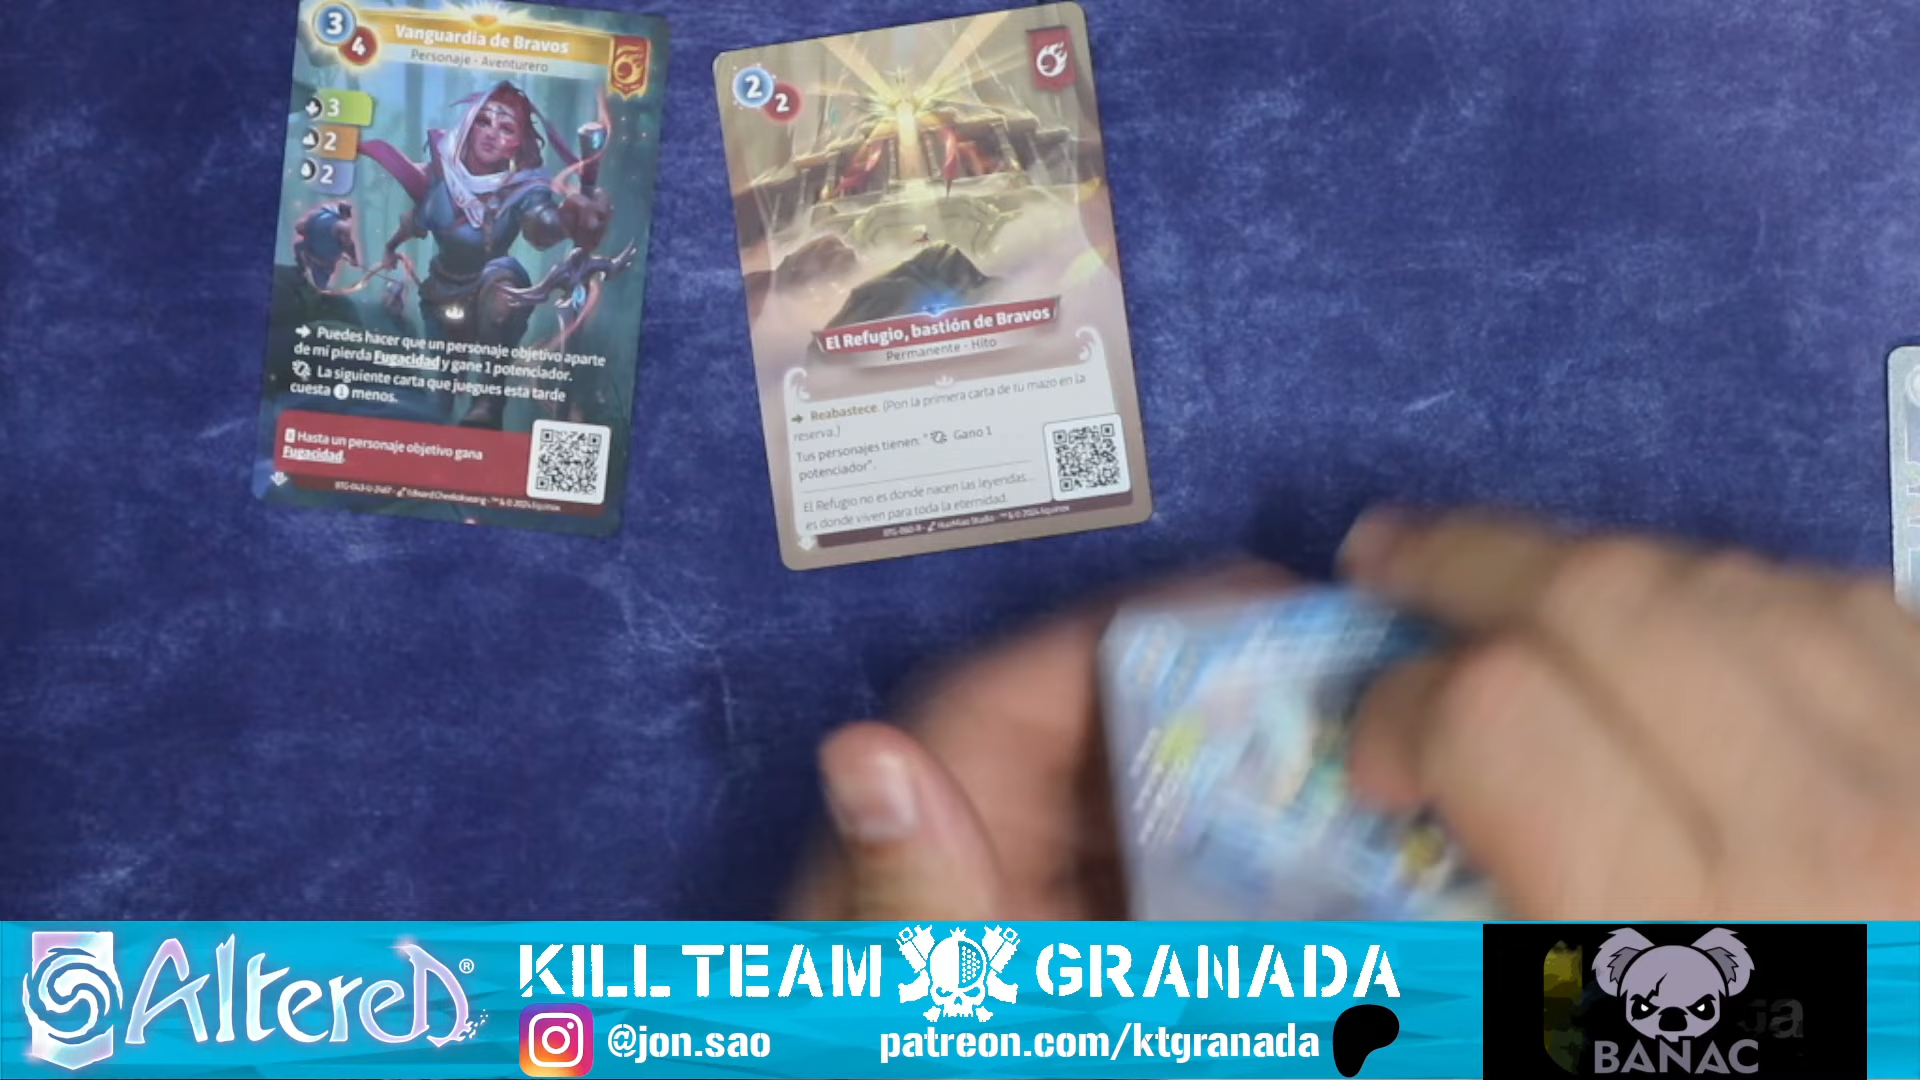 3
4
Vanguardia de Bravos
Personaje - Aventurero
3
2
2
Puedes hacer que un personaje objetivo aparte
de mí pierda Fugacidad y gane 1 potenciador.
La siguiente carta que juegues esta tarde
cuesta 1 menos.
Hasta un personaje objetivo gana
Fugacidad.
2
2
El Refugio, bastión de Bravos
Permanente - Hito
Reabastece. (Pon la primera carta de tu mazo en la
reserva.)
Tus personajes tienen: " Gano 1
potenciador".
El Refugio no es donde nacen las leyendas...
es donde viven para toda la eternidad.
Altered®
KILL TEAM GRANADA
@jon.sao
patreon.com/ktgranada
BANAC